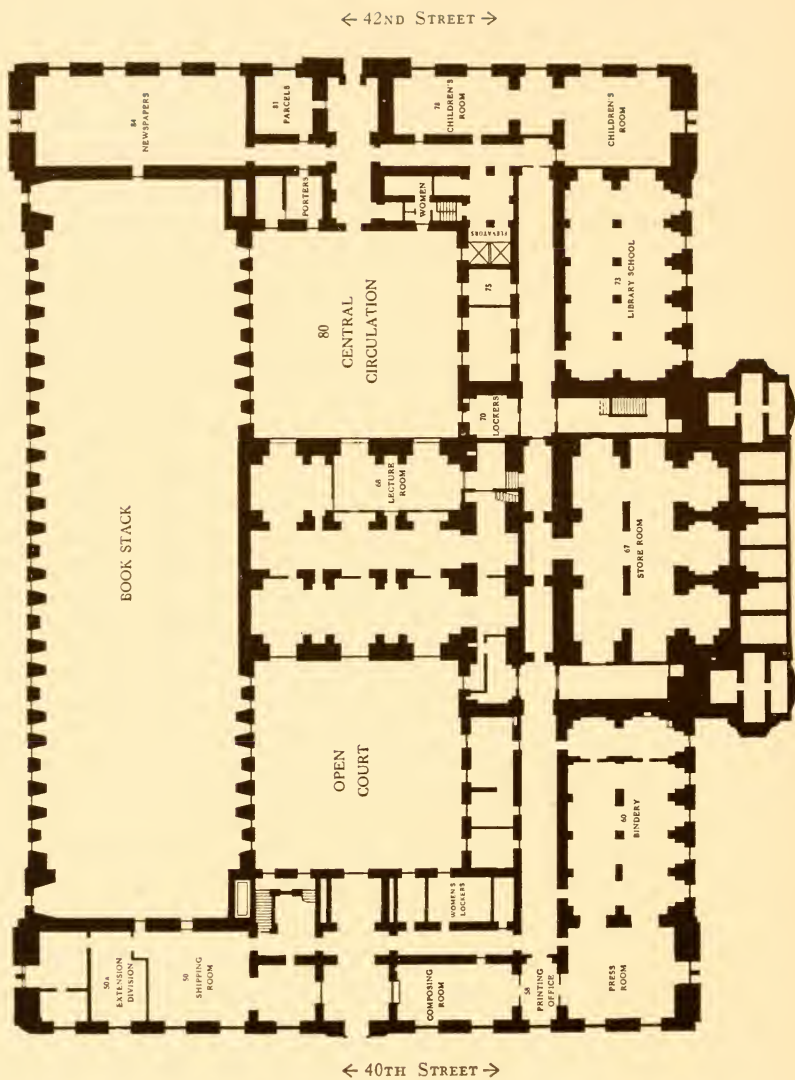 ← 42ND STREET →
84
NEWSPAPERS
81
PARCELS
78
CHILDREN'S
ROOM
CHILDREN'S
ROOM
PORTERS
WOMEN
ELEVATORS
75
73
LIBRARY SCHOOL
80
CENTRAL
CIRCULATION
70
LOCKERS
68
LECTURE
ROOM
67
STORE ROOM
BOOK STACK
OPEN
COURT
60
BINDERY
WOMEN'S
LOCKERS
50a
EXTENSION
DIVISION
50
SHIPPING
ROOM
COMPOSING
ROOM
58
PRINTING
OFFICE
PRESS
ROOM
← 40TH STREET →